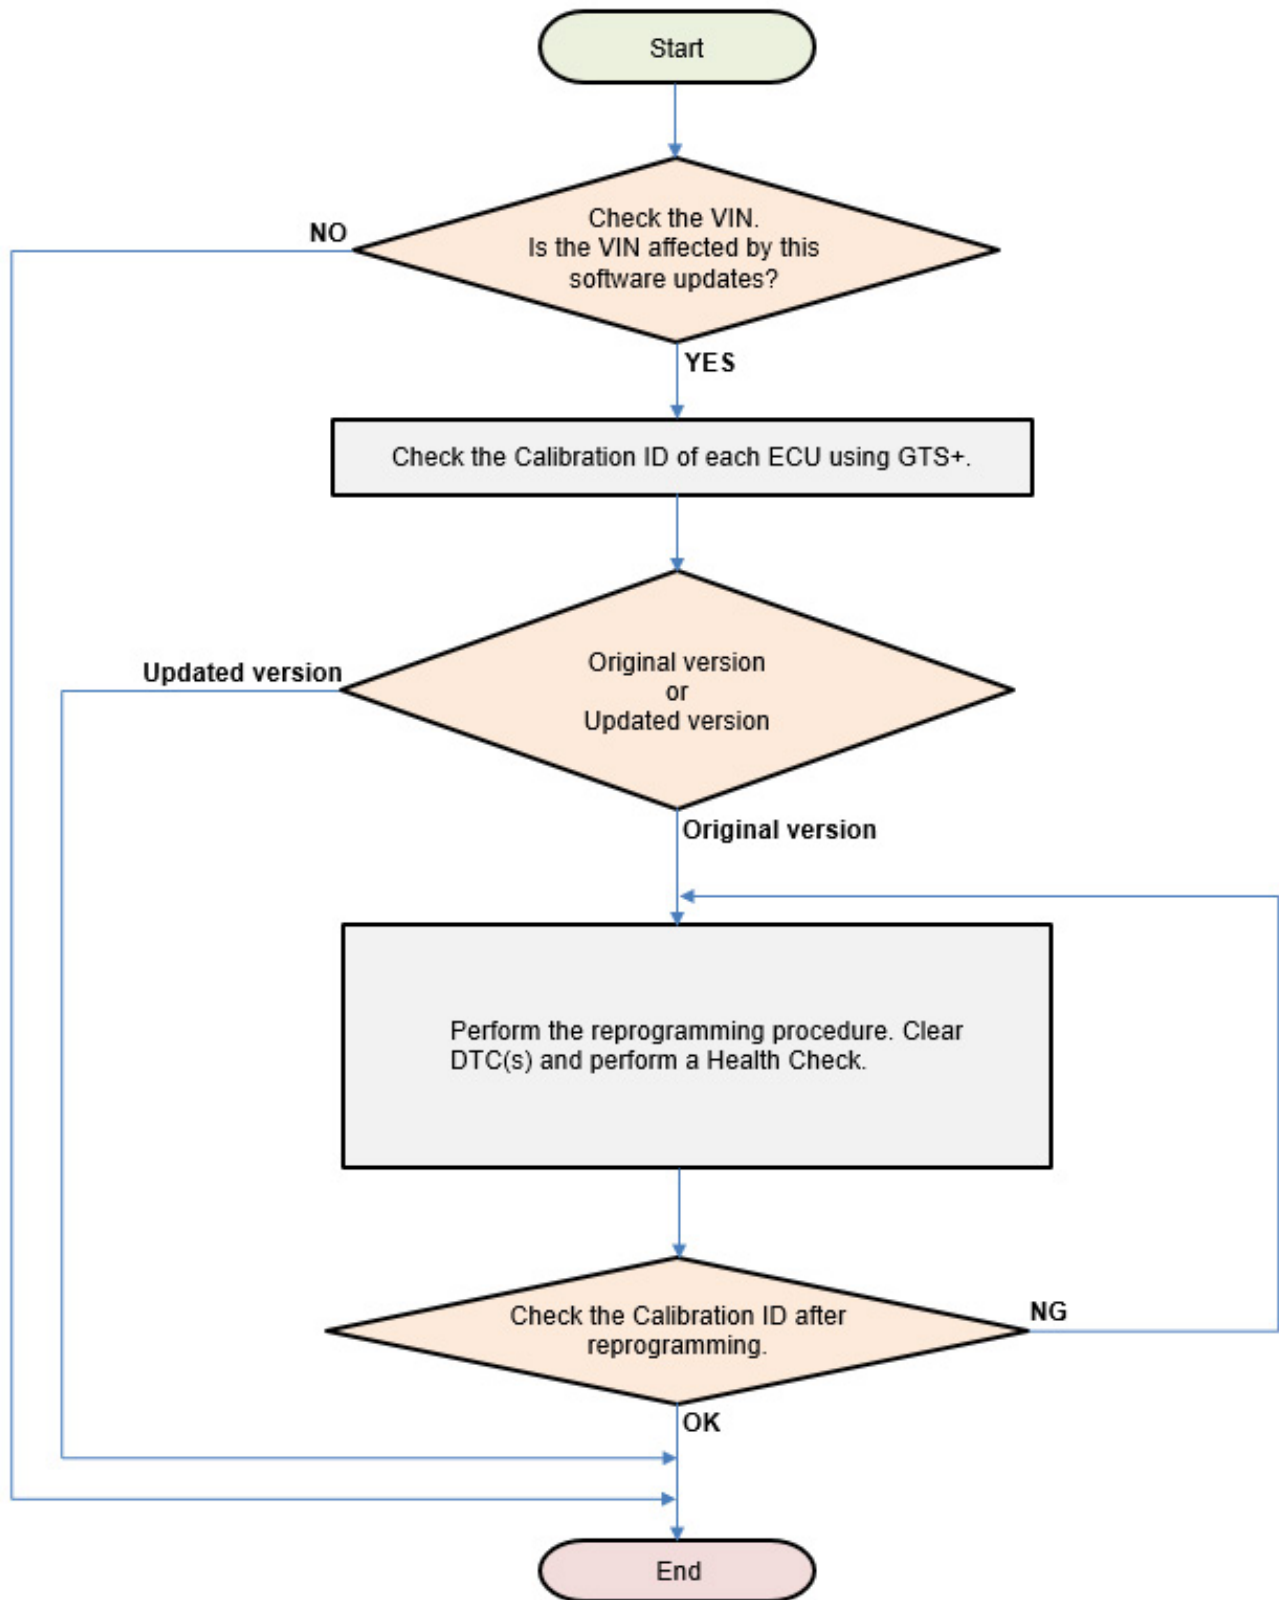 Start
Check the VIN.
Is the VIN affected by this
software updates?
NO
YES
Check the Calibration ID of each ECU using GTS+.
Updated version
Original version
or
Updated version
Original version
Perform the reprogramming procedure. Clear
DTC(s) and perform a Health Check.
Check the Calibration ID after
reprogramming.
NG
OK
End